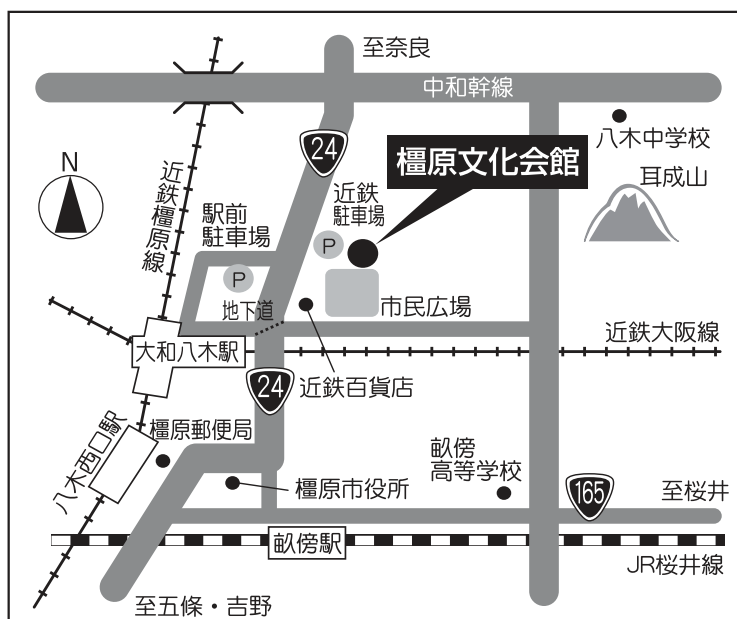 至奈良
中和幹線
八木中学校
24
橿原文化会館
耳成山
N
近鉄橿原線
近鉄
駐車場
駅前
駐車場
P
P
地下道
市民広場
近鉄大阪線
大和八木駅
24
近鉄百貨店
橿原郵便局
八木西口駅
畝傍
高等学校
橿原市役所
165
至桜井
畝傍駅
JR桜井線
至五條・吉野